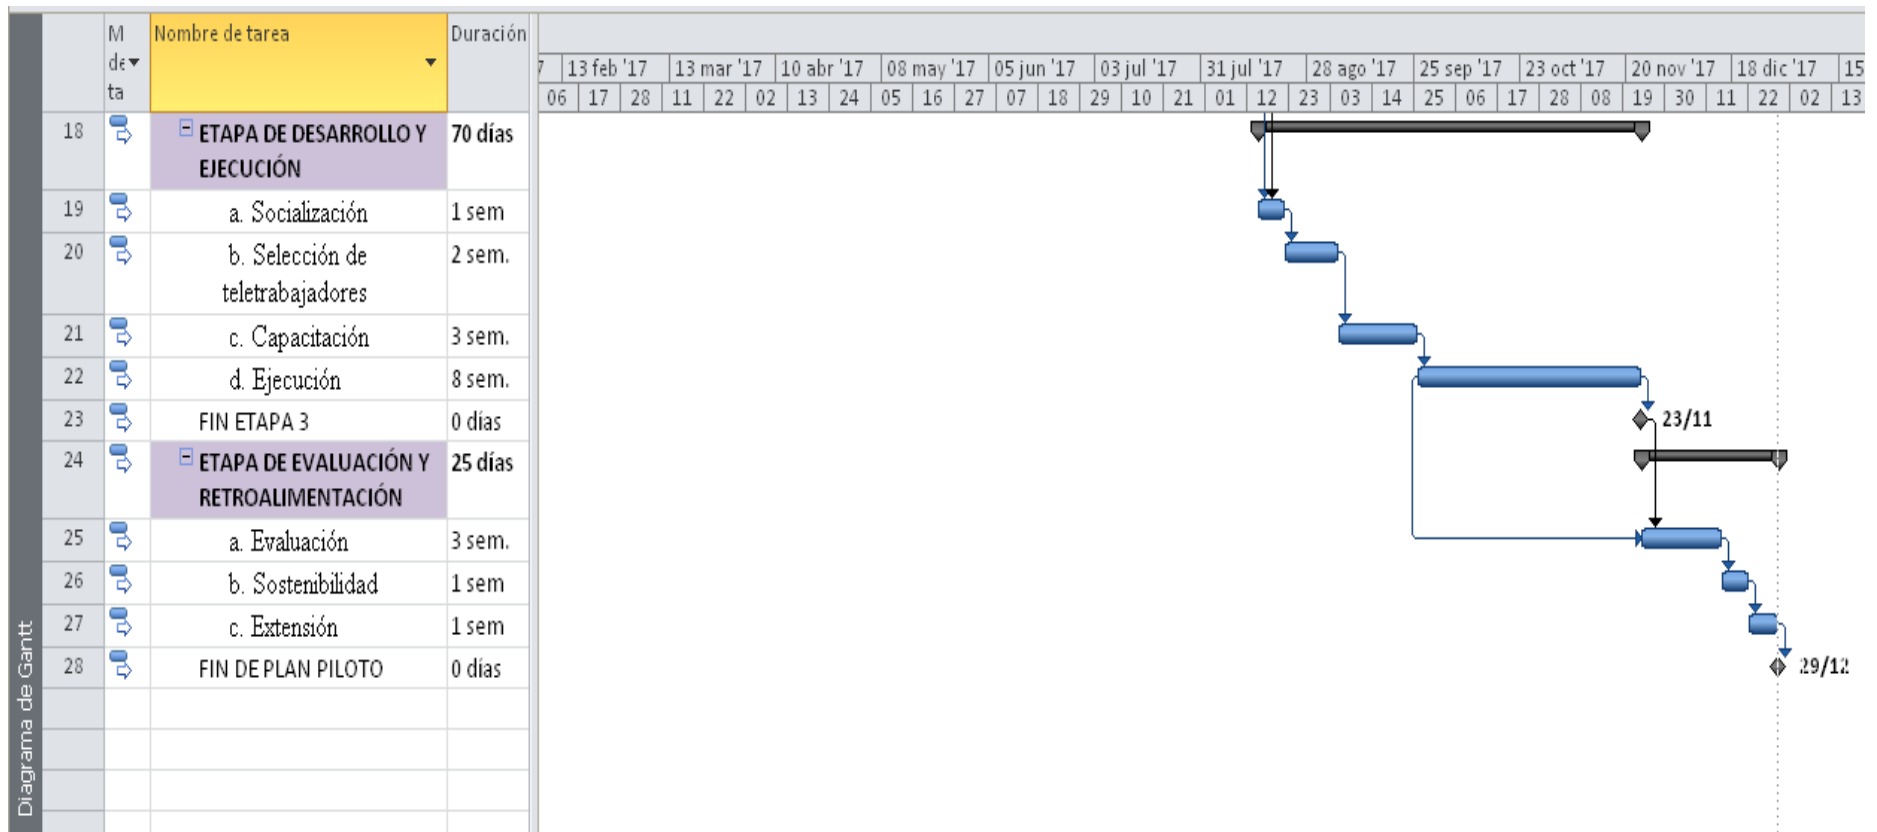 M
de
ta
Nombre de tarea
Duración
13 feb '17 13 mar '17 10 abr '17 08 may '17 05 jun '17 03 jul '17 31 jul '17 28 ago '17 25 sep '17 23 oct '17 20 nov '17 18 dic '17 15
06 17 28 11 22 02 13 24 05 16 27 07 18 29 10 21 01 12 23 03 14 25 06 17 28 08 19 30 11 22 02 13
18 ETAPA DE DESARROLLO Y 70 días
EJECUCIÓN
19 a. Socialización 1 sem
20 b. Selección de 2 sem.
teletrabajadores
21 c. Capacitación 3 sem.
22 d. Ejecución 8 sem.
23 FIN ETAPA 3 0 días 23/11
24 ETAPA DE EVALUACIÓN Y 25 días
RETROALIMENTACIÓN
25 a. Evaluación 3 sem.
26 b. Sostenibilidad 1 sem
27 c. Extensión 1 sem
28 FIN DE PLAN PILOTO 0 días 29/12
Diagrama de Gantt